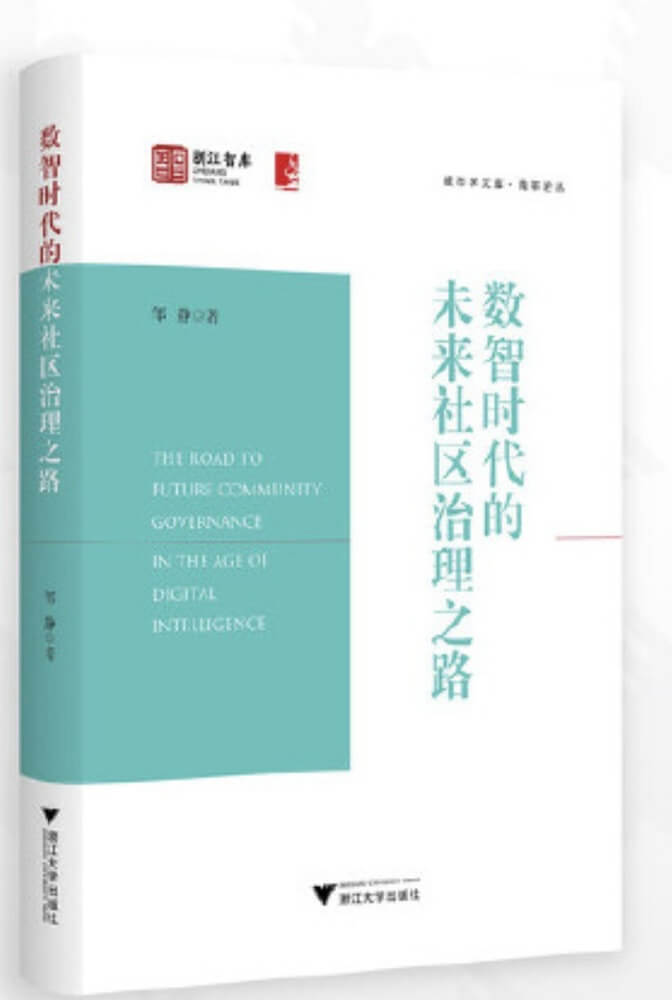 数智时代的未来社区治理之路
邹 静◎著
浙江大学出版社
浙江智库
邹 静◎著
THE ROAD TO
FUTURE COMMUNITY
GOVERNANCE
IN THE AGE OF
DIGITAL
INTELLIGENCE
数智时代的
未来社区治理之路
浙江大学出版社